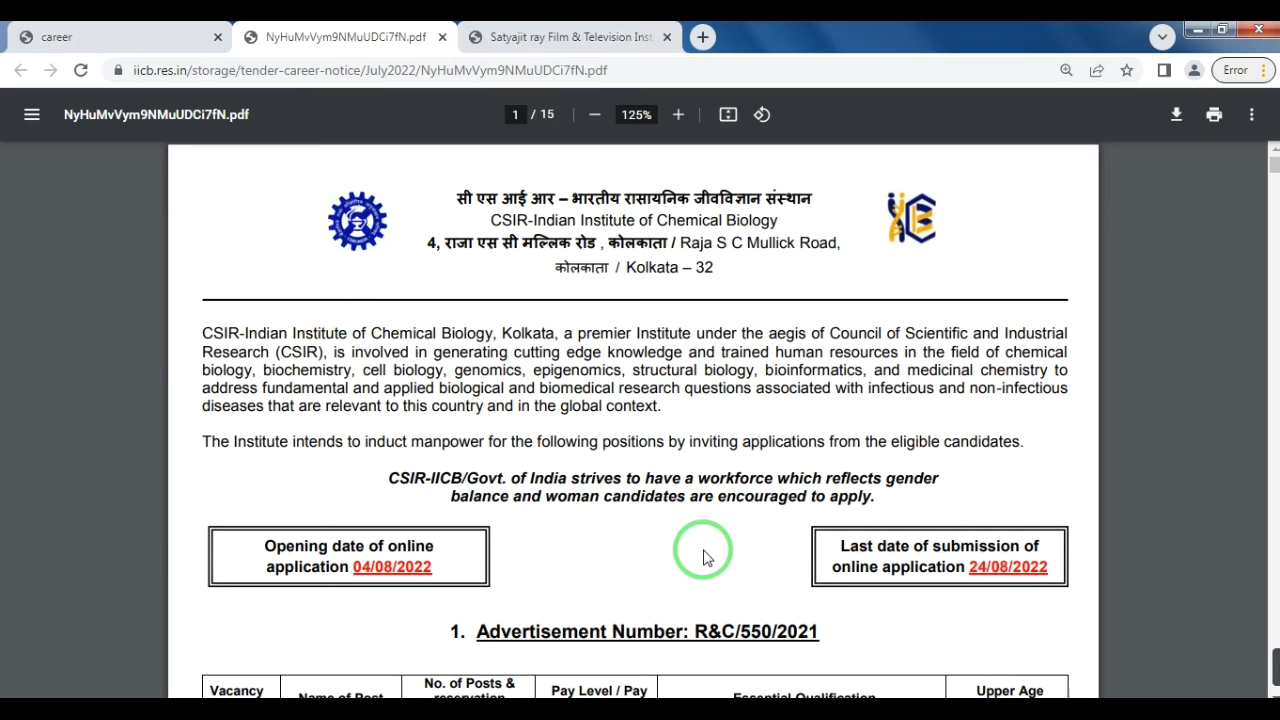 career
NyHuMvVym9NMuUDCi7fN.pdf
Satyajit ray Film & Television Inst
iicb.res.in/storage/tender-career-notice/July2022/NyHuMvVym9NMuUDCi7fN.pdf
Error
NyHuMvVym9NMuUDCi7fN.pdf
1 / 15
125%
सी एस आई आर – भारतीय रासायनिक जीवविज्ञान संस्थान
CSIR-Indian Institute of Chemical Biology
4, राजा एस सी मल्लिक रोड , कोलकाता / Raja S C Mullick Road,
कोलकाता / Kolkata – 32
CSIR-Indian Institute of Chemical Biology, Kolkata, a premier Institute under the aegis of Council of Scientific and Industrial
Research (CSIR), is involved in generating cutting edge knowledge and trained human resources in the field of chemical
biology, biochemistry, cell biology, genomics, epigenomics, structural biology, bioinformatics, and medicinal chemistry to
address fundamental and applied biological and biomedical research questions associated with infectious and non-infectious
diseases that are relevant to this country and in the global context.
The Institute intends to induct manpower for the following positions by inviting applications from the eligible candidates.
CSIR-IICB/Govt. of India strives to have a workforce which reflects gender
balance and woman candidates are encouraged to apply.
Opening date of online
application 04/08/2022
Last date of submission of
online application 24/08/2022
1. Advertisement Number: R&C/550/2021
Vacancy
Name of Post
No. of Posts &
reservation
Pay Level / Pay
Essential Qualification
Upper Age